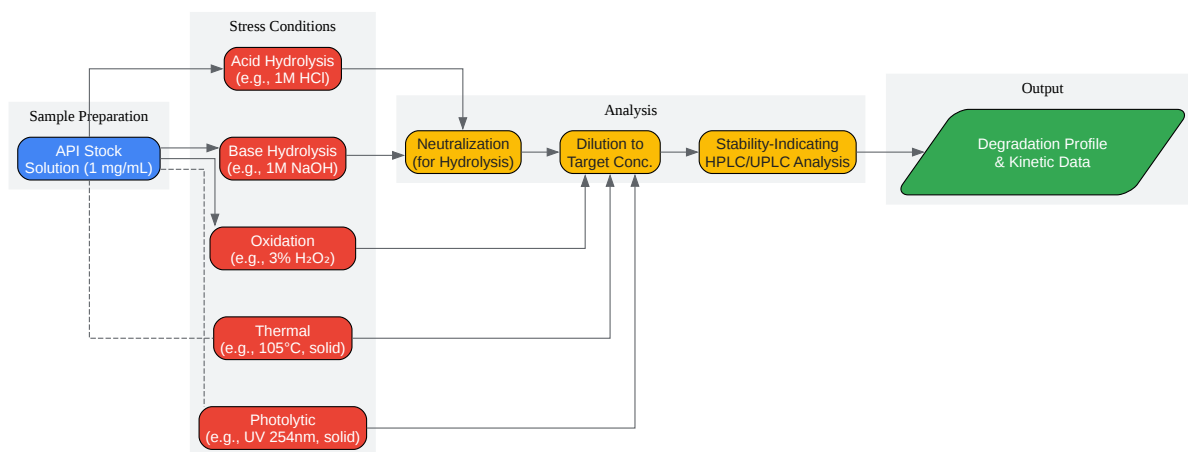 Sample Preparation
API Stock
Solution (1 mg/mL)
Stress Conditions
Acid Hydrolysis
(e.g., 1M HCl)
Base Hydrolysis
(e.g., 1M NaOH)
Oxidation
(e.g., 3% H₂O₂)
Thermal
(e.g., 105°C, solid)
Photolytic
(e.g., UV 254nm, solid)
Analysis
Neutralization
(for Hydrolysis)
Dilution to
Target Conc.
Stability-Indicating
HPLC/UPLC Analysis
Output
Degradation Profile
& Kinetic Data